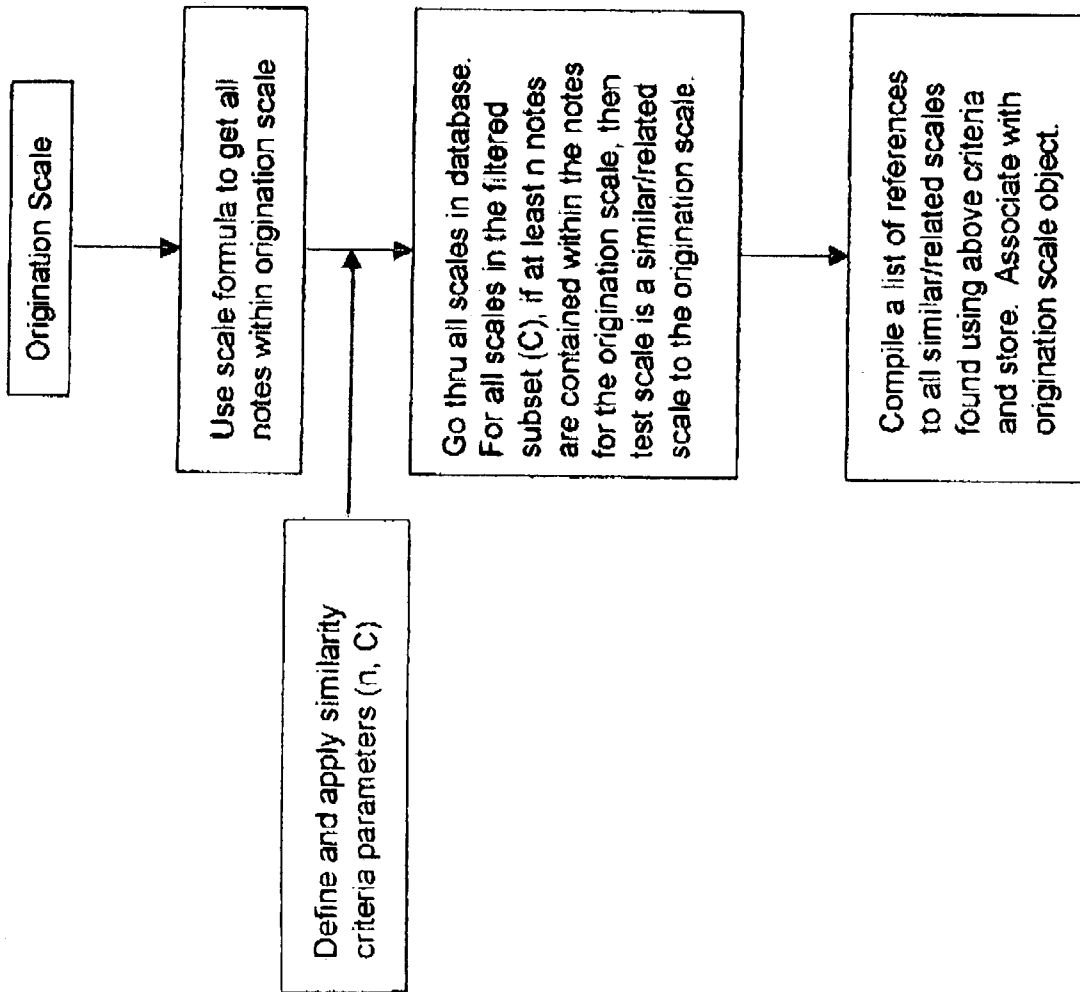 Origination Scale
Use scale formula to get all
notes within origination scale
Define and apply similarity
criteria parameters (n, C)
Go thru all scales in database.
For all scales in the filtered
subset (C), if at least n notes
are contained within the notes
for the origination scale, then
test scale is a similar/related
scale to the origination scale.
Compile a list of references
to all similar/related scales
found using above criteria
and store. Associate with
origination scale object.